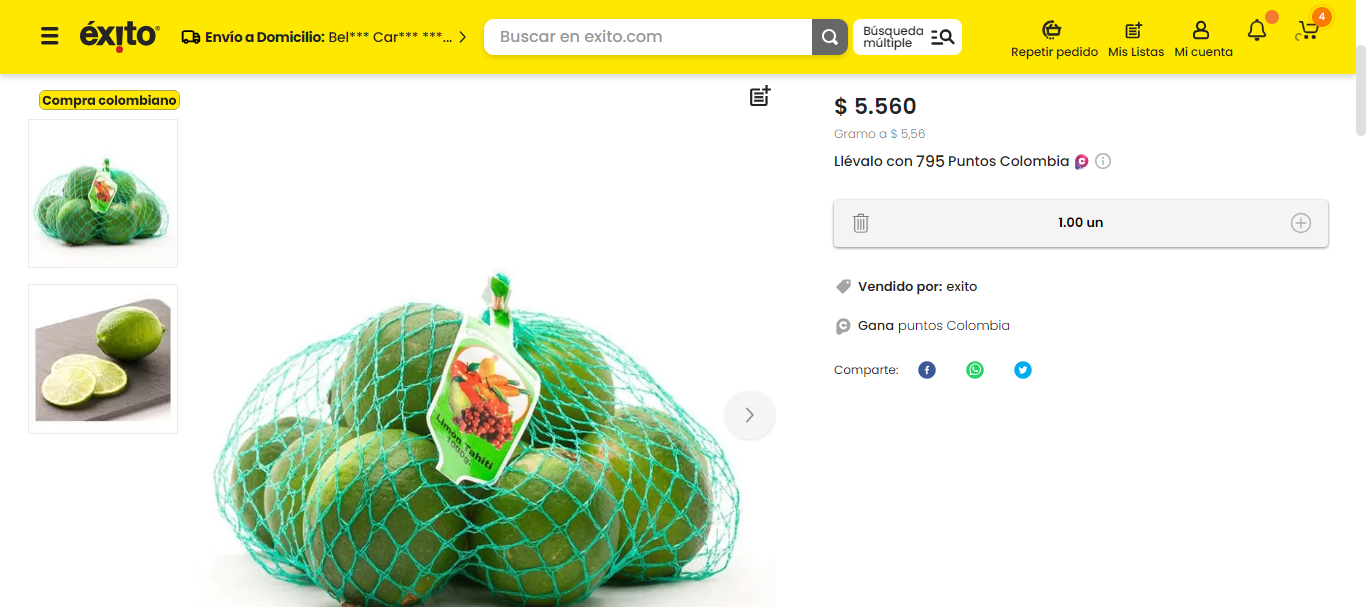 éxito
Envío a Domicilio: Bel*** Car*** ***...
Buscar en exito.com
Búsqueda
múltiple
Repetir pedido
Mis Listas
Mi cuenta
4
Compra colombiano
Limón Tahití
1000g.
$ 5.560
Gramo a $ 5,56
Llévalo con 795 Puntos Colombia
1.00 un
Vendido por: exito
Gana puntos Colombia
Comparte: